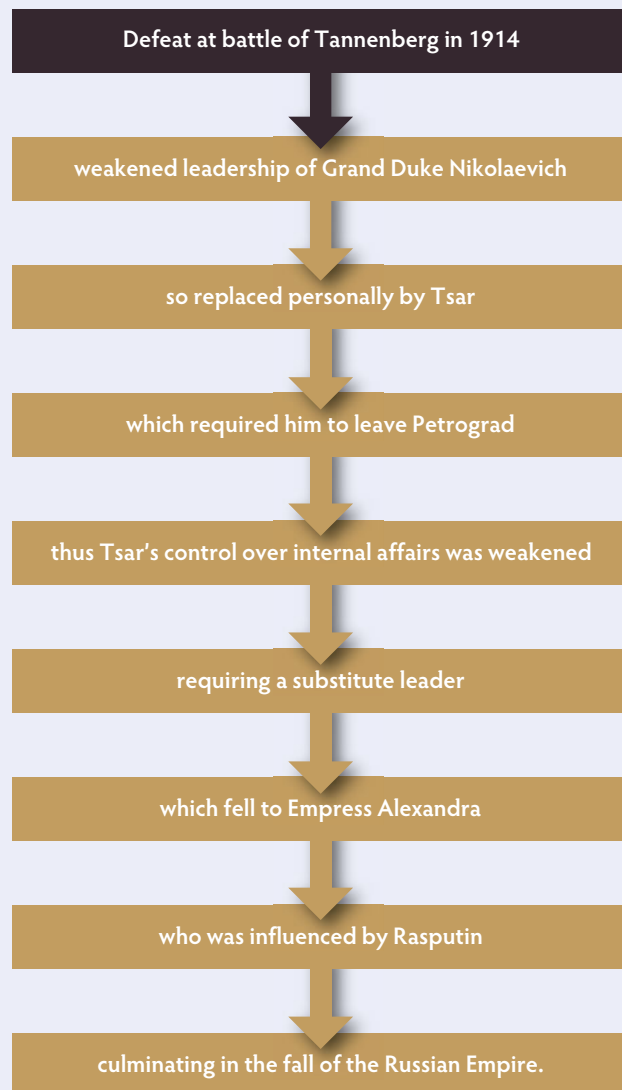 Defeat at battle of Tannenberg in 1914
weakened leadership of Grand Duke Nikolaevich
so replaced personally by Tsar
which required him to leave Petrograd
thus Tsar's control over internal affairs was weakened
requiring a substitute leader
which fell to Empress Alexandra
who was influenced by Rasputin
culminating in the fall of the Russian Empire.